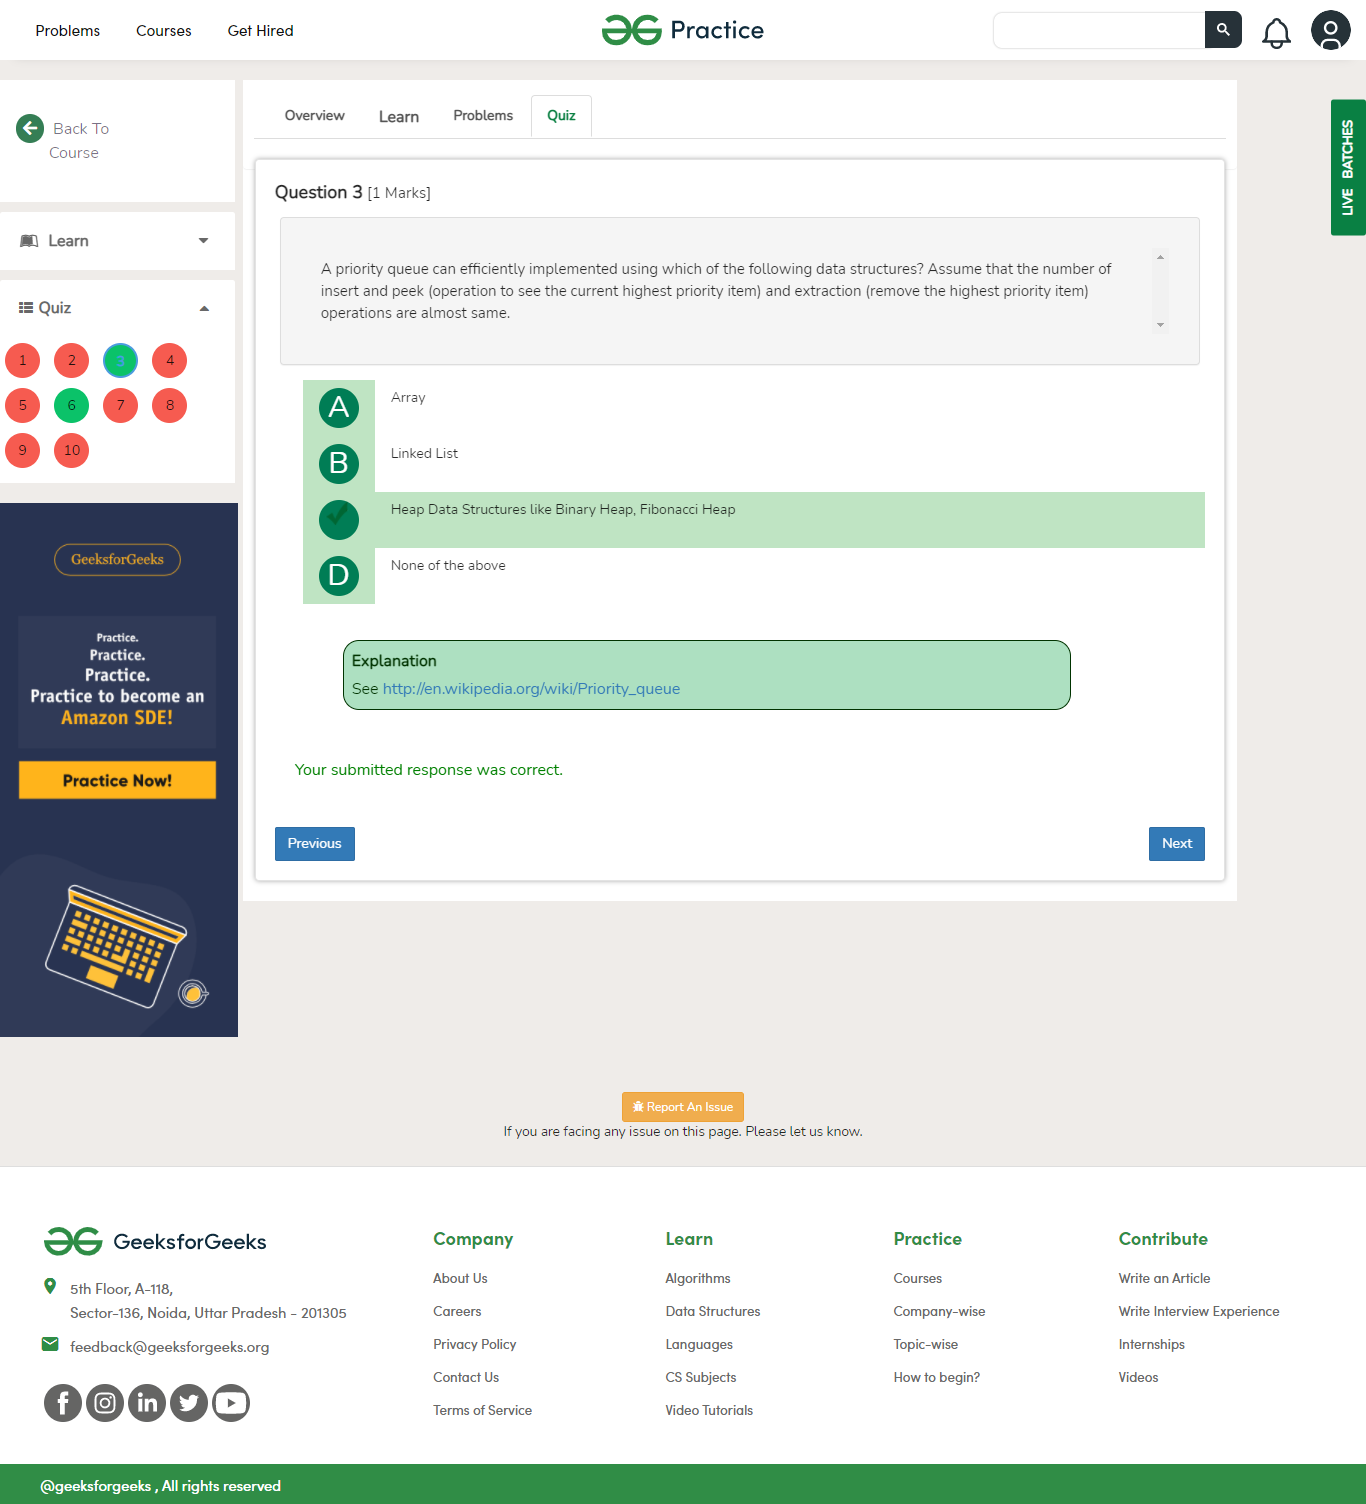 Problems
Courses
Get Hired
Practice
Back To
Course
Overview
Learn
Problems
Quiz
LIVE BATCHES
Learn
Quiz
1 2 3 4
5 6 7 8
9 10
Question 3 [1 Marks]
A priority queue can efficiently implemented using which of the following data structures? Assume that the number of
insert and peek (operation to see the current highest priority item) and extraction (remove the highest priority item)
operations are almost same.
A Array
B Linked List
Heap Data Structures like Binary Heap, Fibonacci Heap
D None of the above
Explanation
See http://en.wikipedia.org/wiki/Priority_queue
Your submitted response was correct.
Previous
Next
GeeksforGeeks
Practice.
Practice.
Practice.
Practice to become an
Amazon SDE!
Practice Now!
Report An Issue
If you are facing any issue on this page. Please let us know.
GeeksforGeeks
5th Floor, A-118,
Sector-136, Noida, Uttar Pradesh - 201305
feedback@geeksforgeeks.org
Company
About Us
Careers
Privacy Policy
Contact Us
Terms of Service
Learn
Algorithms
Data Structures
Languages
CS Subjects
Video Tutorials
Practice
Courses
Company-wise
Topic-wise
How to begin?
Contribute
Write an Article
Write Interview Experience
Internships
Videos
@geeksforgeeks , All rights reserved